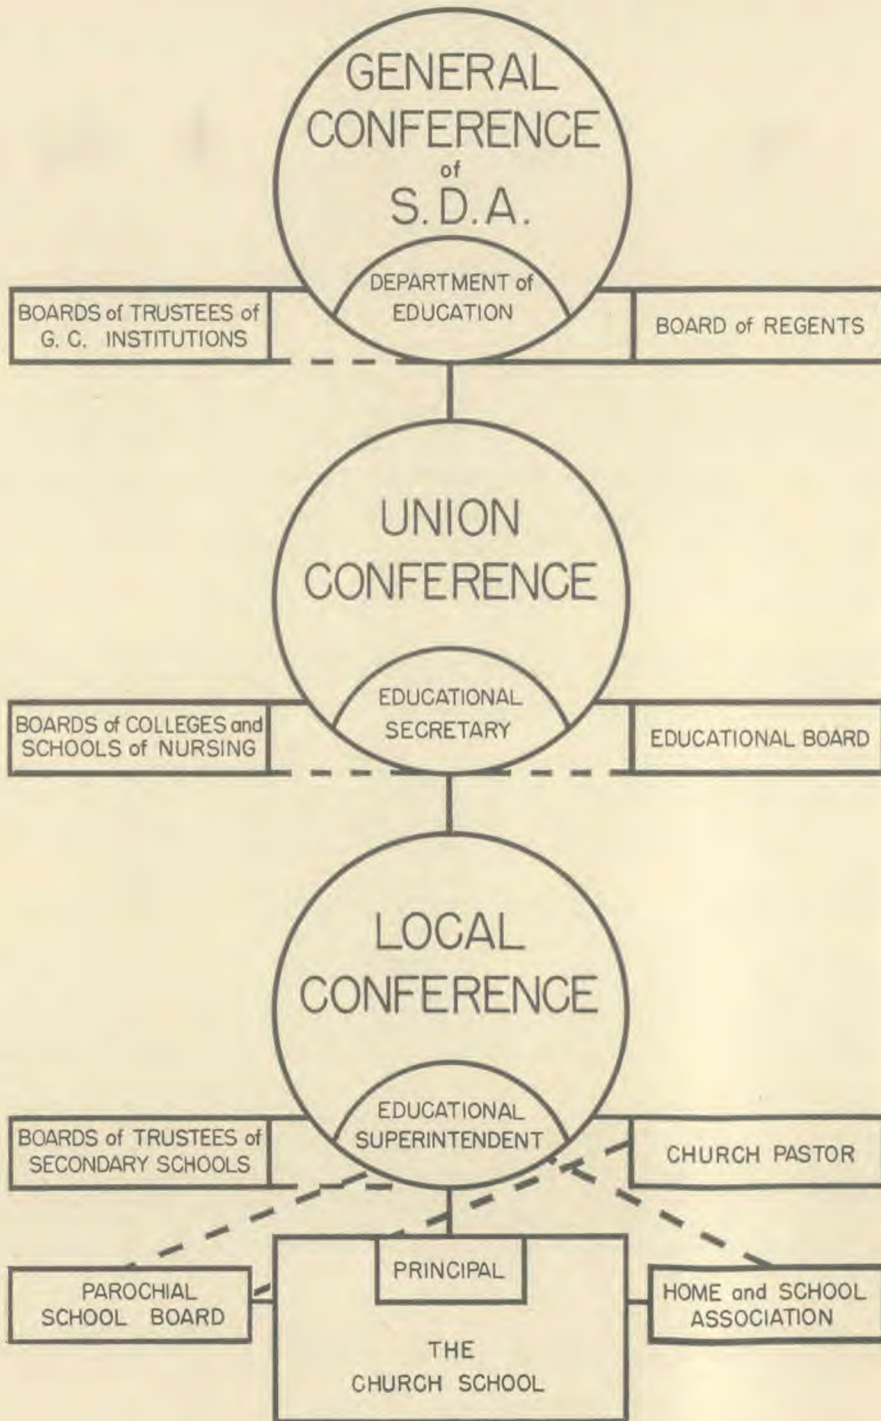 GENERAL
CONFERENCE
of
S.D.A.
DEPARTMENT of
EDUCATION
BOARDS of TRUSTEES of
G. C. INSTITUTIONS
BOARD of REGENTS
UNION
CONFERENCE
EDUCATIONAL
SECRETARY
BOARDS of COLLEGES and
SCHOOLS of NURSING
EDUCATIONAL BOARD
LOCAL
CONFERENCE
EDUCATIONAL
SUPERINTENDENT
BOARDS of TRUSTEES of
SECONDARY SCHOOLS
CHURCH PASTOR
PAROCHIAL
SCHOOL BOARD
PRINCIPAL
THE
CHURCH SCHOOL
HOME and SCHOOL
ASSOCIATION